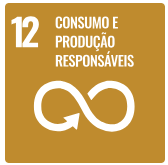 12 CONSUMO E
PRODUÇÃO
RESPONSÁVEIS